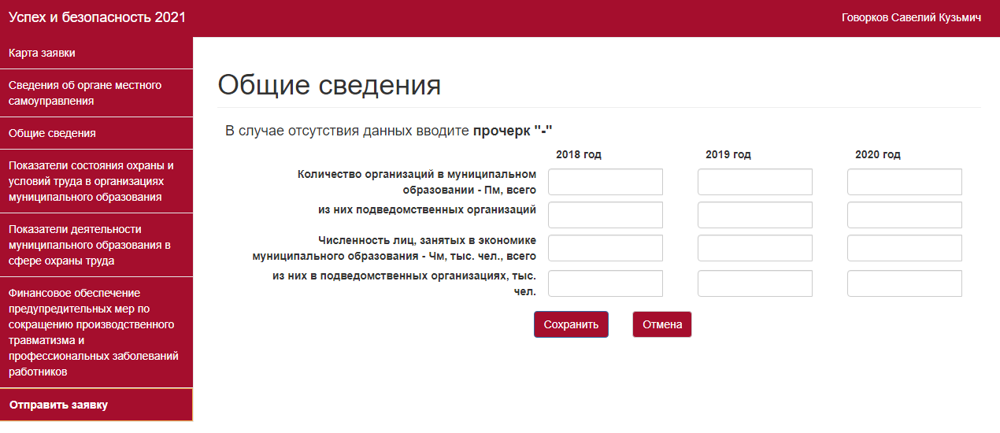 Успех и безопасность 2021
Говорков Савелий Кузьмич
Карта заявки
Сведения об органе местного
самоуправления
Общие сведения
Показатели состояния охраны и
условий труда в организациях
муниципального образования
Показатели деятельности
муниципального образования в
сфере охраны труда
Финансовое обеспечение
предупредительных мер по
сокращению производственного
травматизма и
профессиональных заболеваний
работников
Отправить заявку
Общие сведения
В случае отсутствия данных вводите прочерк "-"
2018 год 2019 год 2020 год
Количество организаций в муниципальном
образовании - Пм, всего
из них подведомственных организаций
Численность лиц, занятых в экономике
муниципального образования - Чм, тыс. чел., всего
из них в подведомственных организациях, тыс.
чел.
Сохранить Отмена